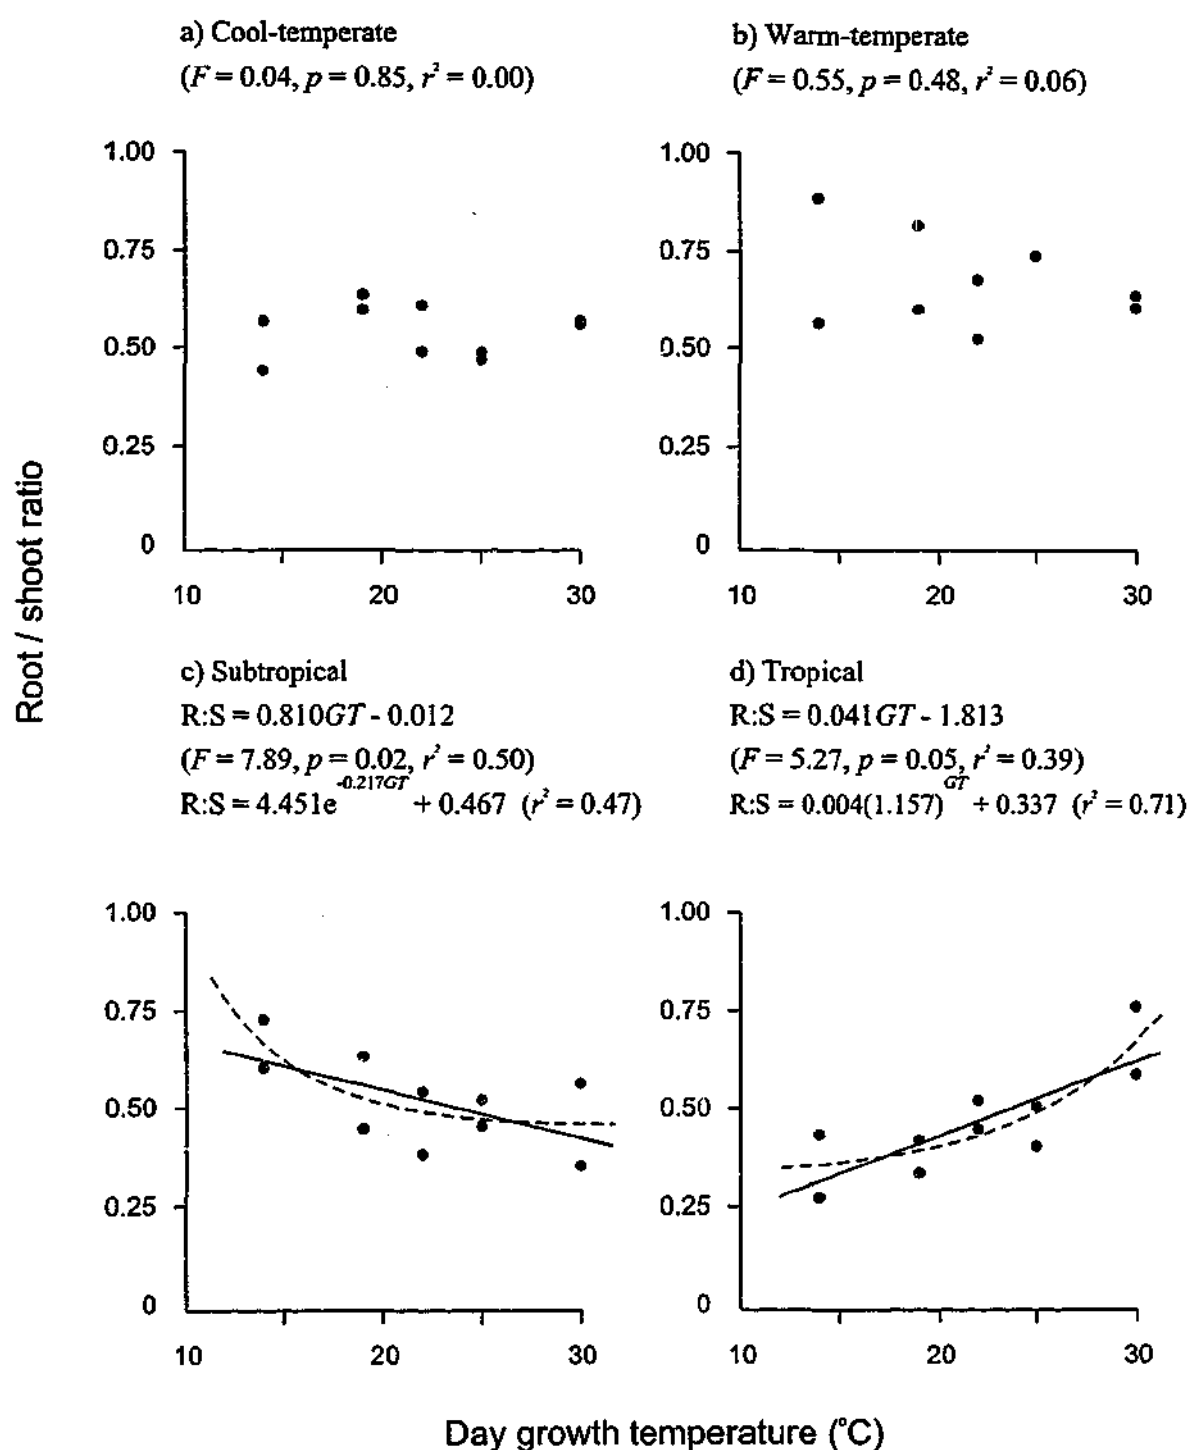 a) Cool-temperate
(F = 0.04, p = 0.85, r² = 0.00)
1.00
0.75
0.50
0.25
0
10 20 30
b) Warm-temperate
(F = 0.55, p = 0.48, r² = 0.06)
1.00
0.75
0.50
0.25
0
10 20 30
Root / shoot ratio
c) Subtropical
R:S = 0.810GT - 0.012
(F = 7.89, p = 0.02, r² = 0.50)
R:S = 4.451e^-0.217GT + 0.467 (r² = 0.47)
1.00
0.75
0.50
0.25
0
10 20 30
d) Tropical
R:S = 0.041GT - 1.813
(F = 5.27, p = 0.05, r² = 0.39)
R:S = 0.004(1.157)^GT + 0.337 (r² = 0.71)
1.00
0.75
0.50
0.25
0
10 20 30
Day growth temperature (°C)